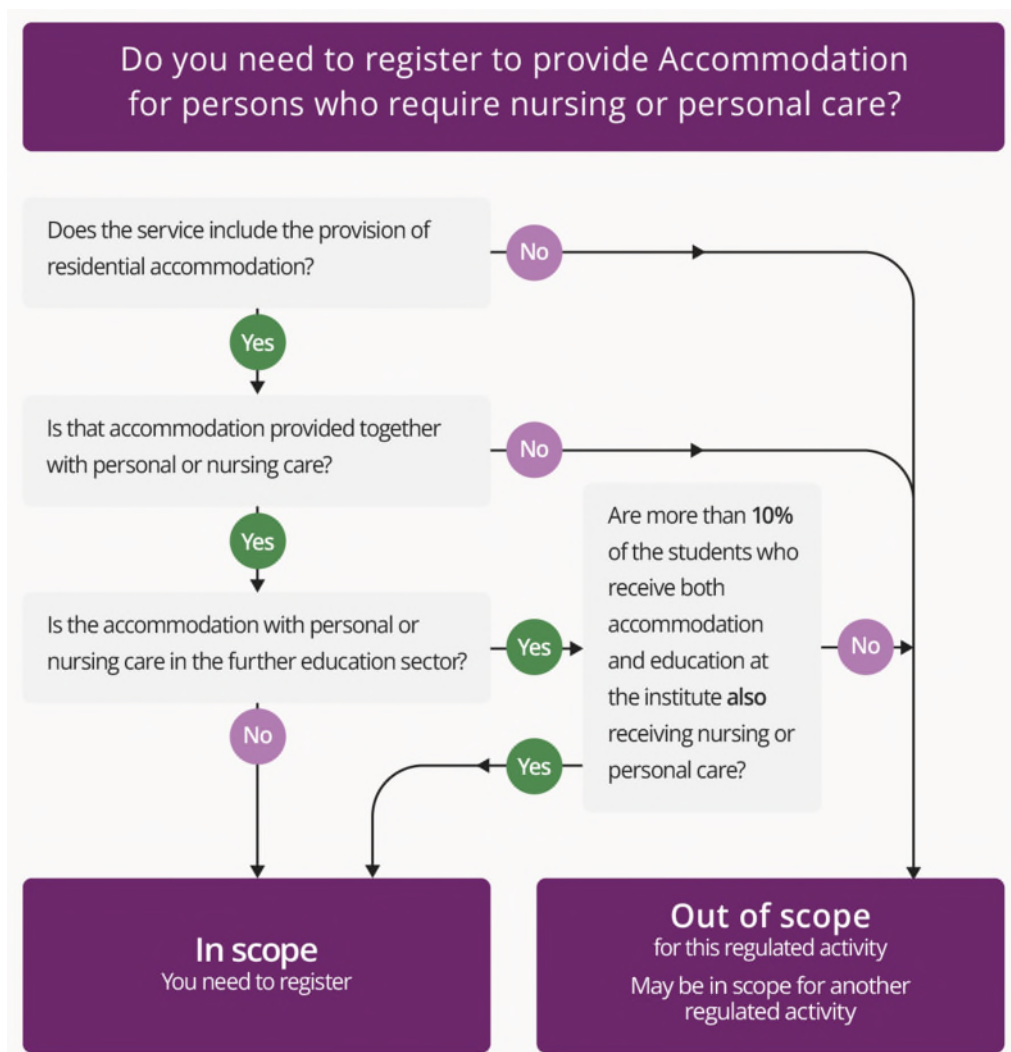 Do you need to register to provide Accommodation
for persons who require nursing or personal care?
Does the service include the provision of
residential accommodation?
No
Yes
Is that accommodation provided together
with personal or nursing care?
No
Yes
Is the accommodation with personal or
nursing care in the further education sector?
Yes
Are more than 10%
of the students who
receive both
accommodation
and education at
the institute also
receiving nursing or
personal care?
No
No
Yes
In scope
You need to register
Out of scope
for this regulated activity
May be in scope for another
regulated activity